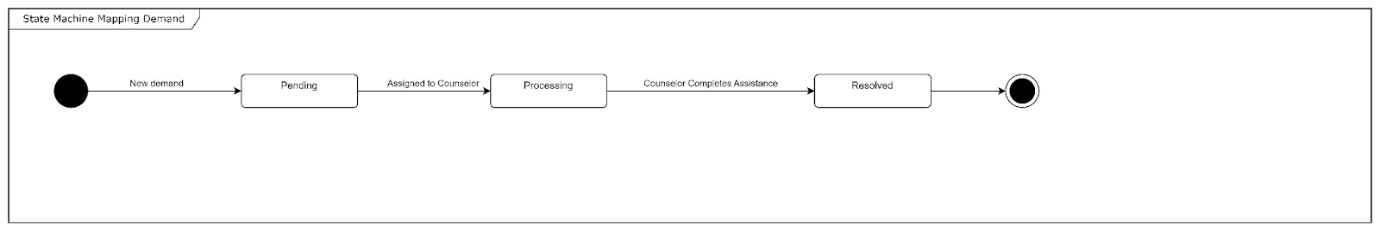 State Machine Mapping Demand
New demand
Pending
Assigned to Counselor
Processing
Counselor Completes Assistance
Resolved